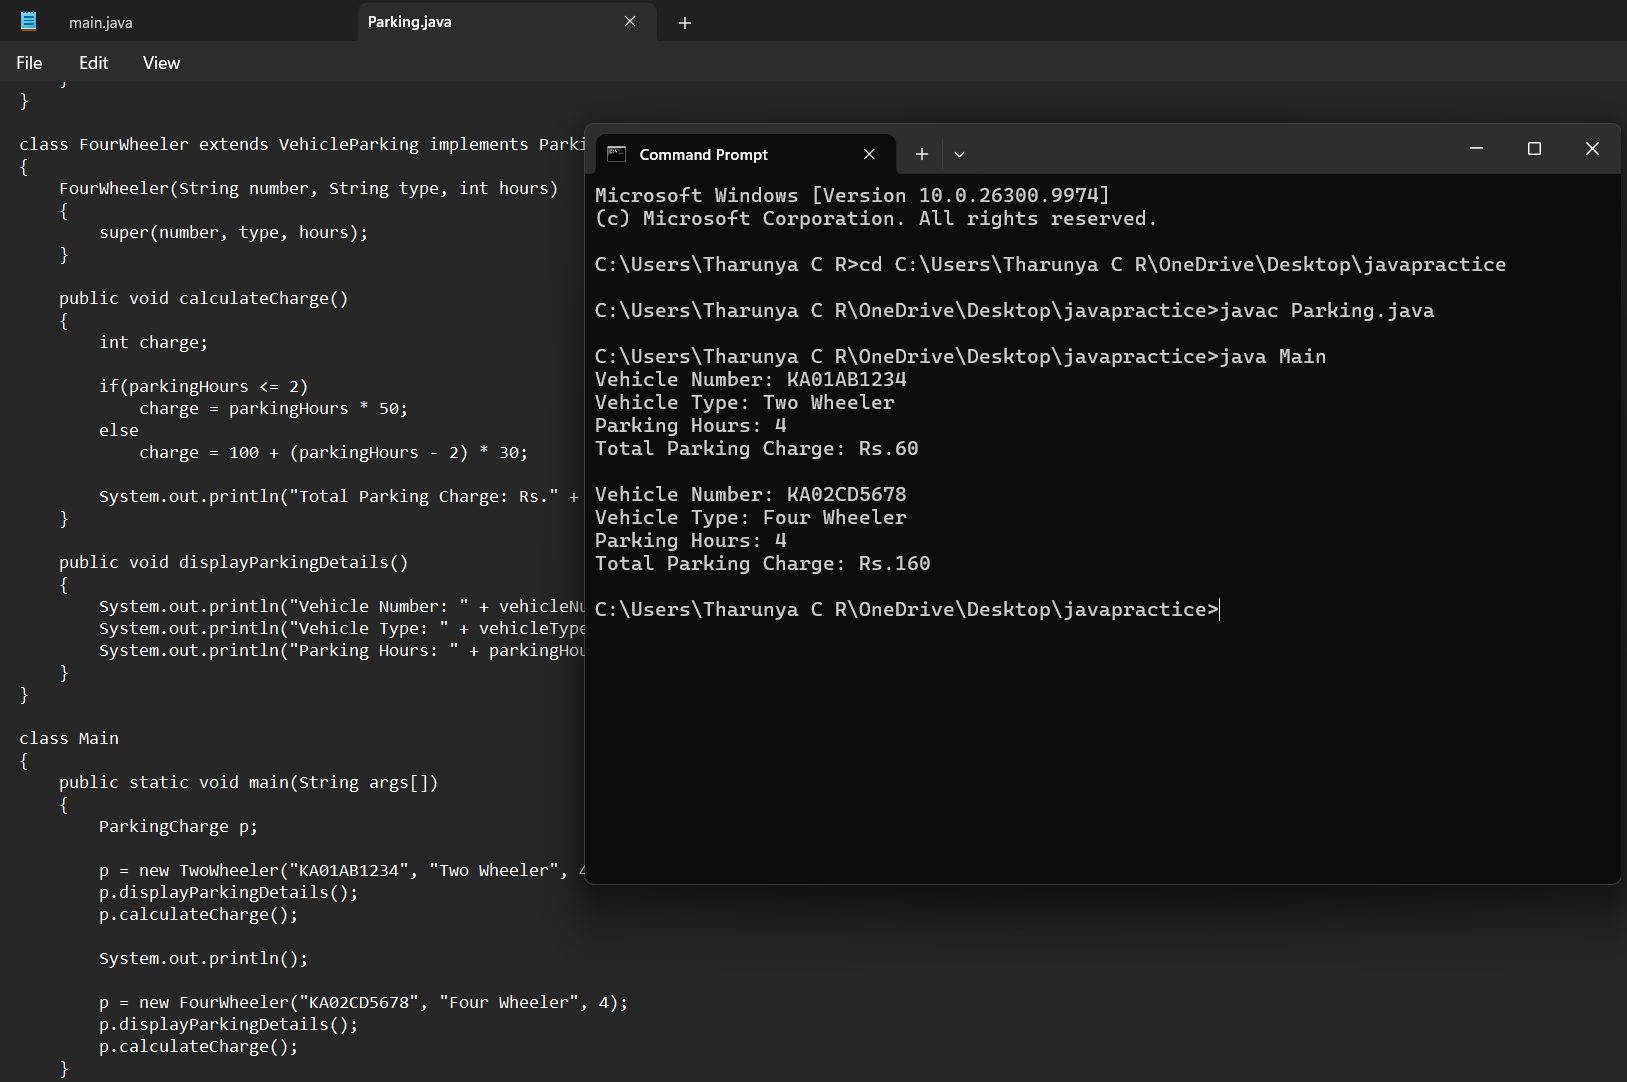 main.java
Parking.java
File Edit View
}
}
class FourWheeler extends VehicleParking implements Parki
{
FourWheeler(String number, String type, int hours)
{
super(number, type, hours);
}
public void calculateCharge()
{
int charge;
if(parkingHours <= 2)
charge = parkingHours * 50;
else
charge = 100 + (parkingHours - 2) * 30;
System.out.println("Total Parking Charge: Rs." +
}
public void displayParkingDetails()
{
System.out.println("Vehicle Number: " + vehicleNu
System.out.println("Vehicle Type: " + vehicleType
System.out.println("Parking Hours: " + parkingHou
}
}
class Main
{
public static void main(String args[])
{
ParkingCharge p;
p = new TwoWheeler("KA01AB1234", "Two Wheeler", 4
p.displayParkingDetails();
p.calculateCharge();
System.out.println();
p = new FourWheeler("KA02CD5678", "Four Wheeler", 4);
p.displayParkingDetails();
p.calculateCharge();
}
Command Prompt
Microsoft Windows [Version 10.0.26300.9974]
(c) Microsoft Corporation. All rights reserved.
C:\Users\Tharunya C R>cd C:\Users\Tharunya C R\OneDrive\Desktop\javapractice
C:\Users\Tharunya C R\OneDrive\Desktop\javapractice>javac Parking.java
C:\Users\Tharunya C R\OneDrive\Desktop\javapractice>java Main
Vehicle Number: KA01AB1234
Vehicle Type: Two Wheeler
Parking Hours: 4
Total Parking Charge: Rs.60
Vehicle Number: KA02CD5678
Vehicle Type: Four Wheeler
Parking Hours: 4
Total Parking Charge: Rs.160
C:\Users\Tharunya C R\OneDrive\Desktop\javapractice>